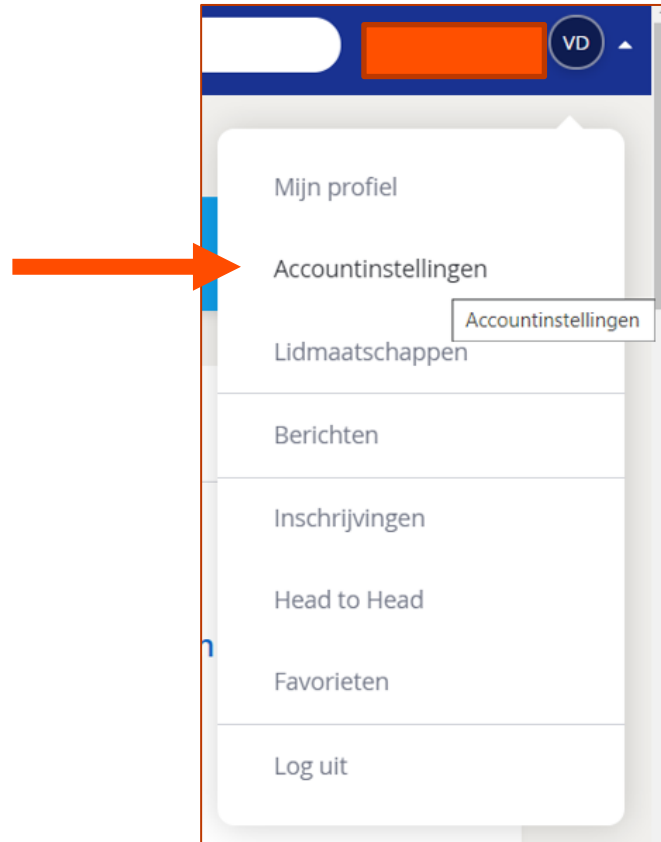 VD
Mijn profiel
Accountinstellingen
Accountinstellingen
Lidmaatschappen
Berichten
Inschrijvingen
Head to Head
n
Favorieten
Log uit